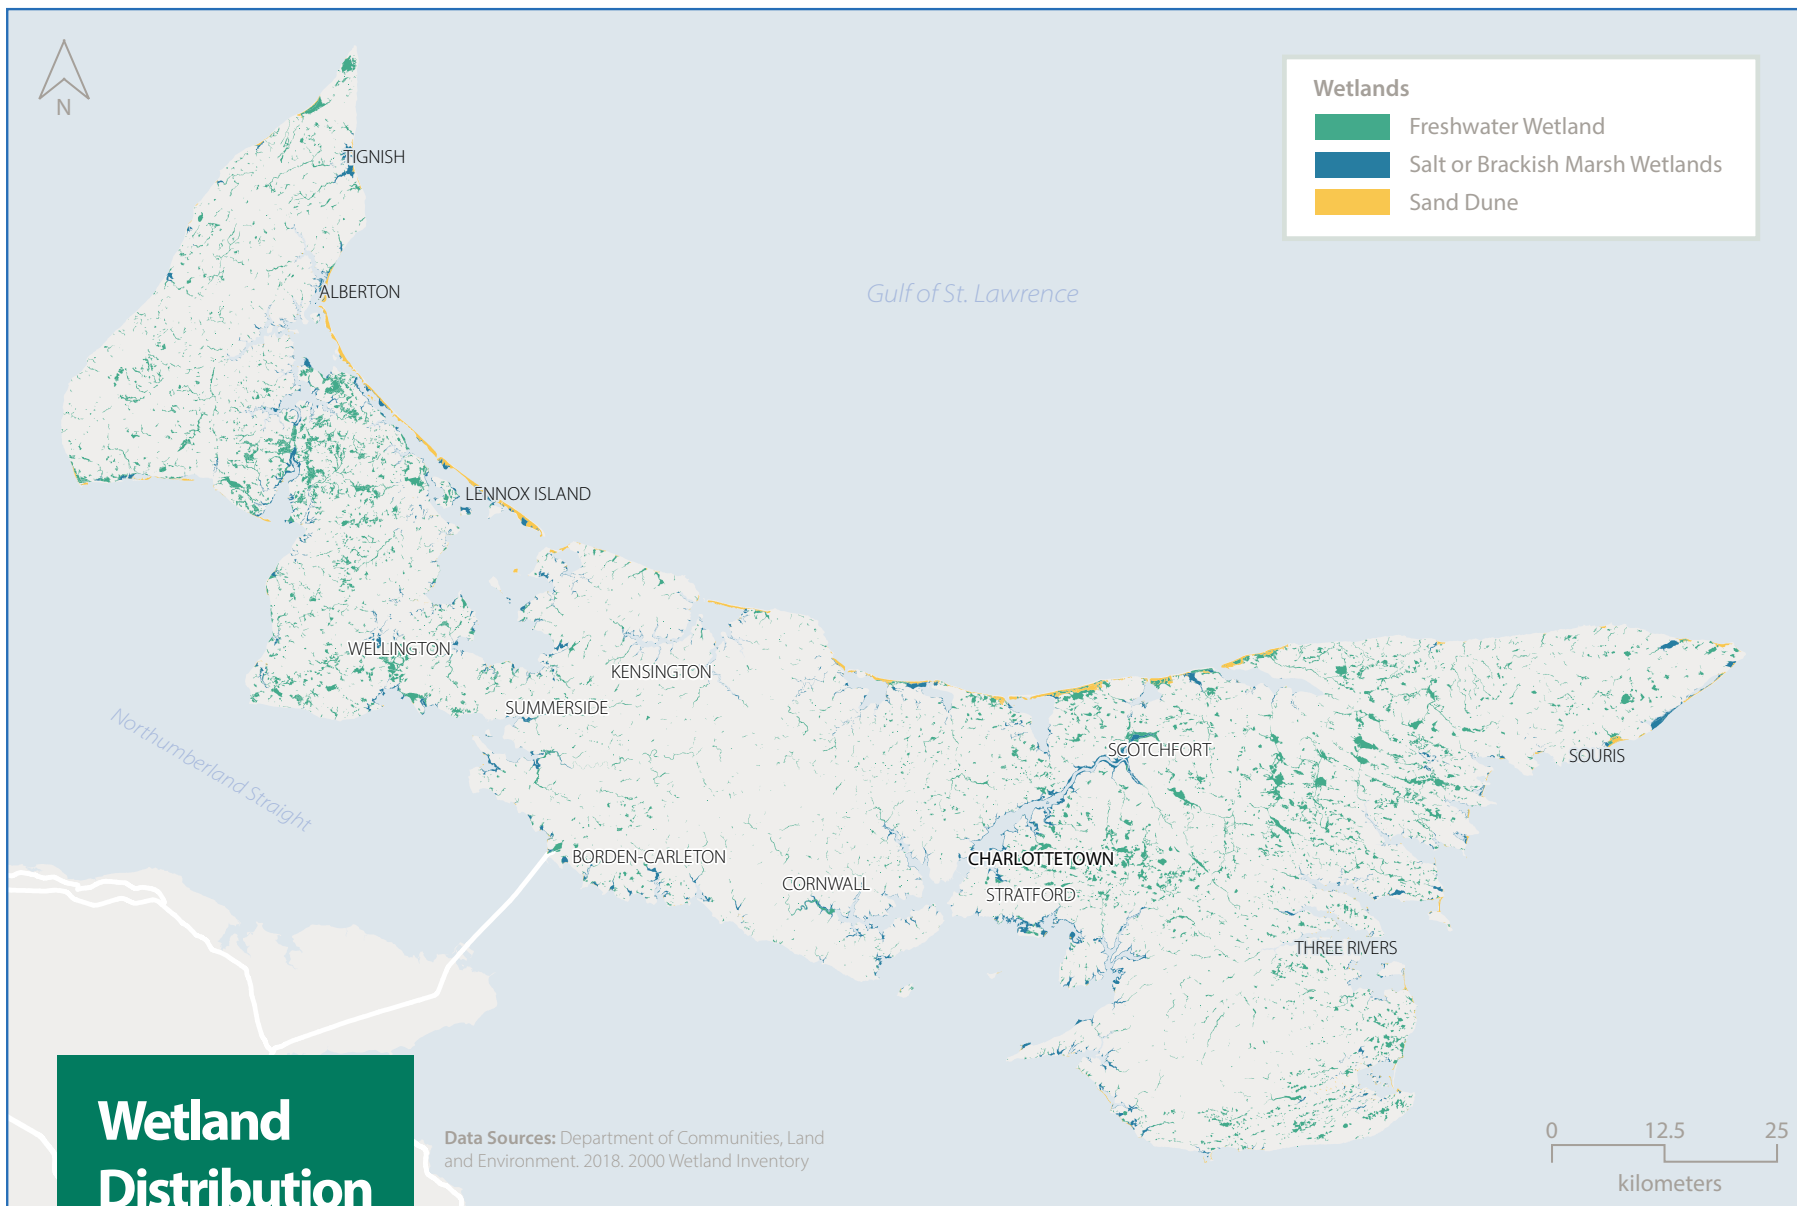 N
Wetlands
Freshwater Wetland
Salt or Brackish Marsh Wetlands
Sand Dune
TIGNISH
ALBERTON
Gulf of St. Lawrence
LENNOX ISLAND
WELLINGTON
KENSINGTON
SUMMERSIDE
Northumberland Straight
SCOTCHFORT
SOURIS
BORDEN-CARLETON
CHARLOTTETOWN
CORNWALL
STRATFORD
THREE RIVERS
Wetland
Distribution
Data Sources: Department of Communities, Land
and Environment. 2018. 2000 Wetland Inventory
0 12.5 25
kilometers